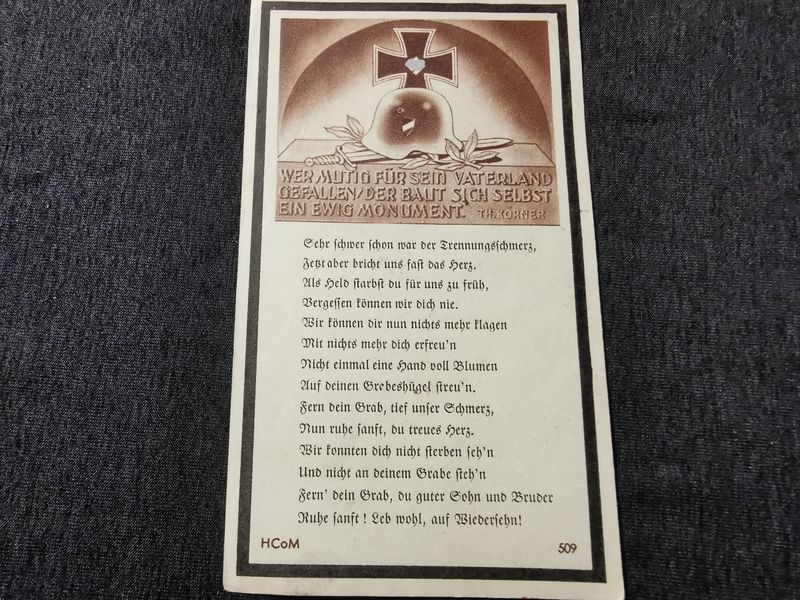 WER MUTIG FÜR SEIN VATERLAND
GEFALLEN/DER BAUT SICH SELBST
EIN EWIG MONUMENT. TH. KÖRNER
Sehr schwer schon war der Trennungsschmerz,
Jetzt aber bricht uns fast das Herz.
Als Held starbst du für uns zu früh,
Vergessen können wir dich nie.
Wir können dir nun nichts mehr klagen
Mit nichts mehr dich erfreu'n
Nicht einmal eine Hand voll Blumen
Auf deinen Grebeshügel streu'n.
Fern dein Grab, tief unser Schmerz,
Nun ruhe sanft, du treues Herz.
Wir konnten dich nicht sterben seh'n
Und nicht an deinem Grabe steh'n
Fern' dein Grab, du guter Sohn und Bruder
Ruhe sanft! Leb wohl, auf Wiedersehn!
HCoM 509